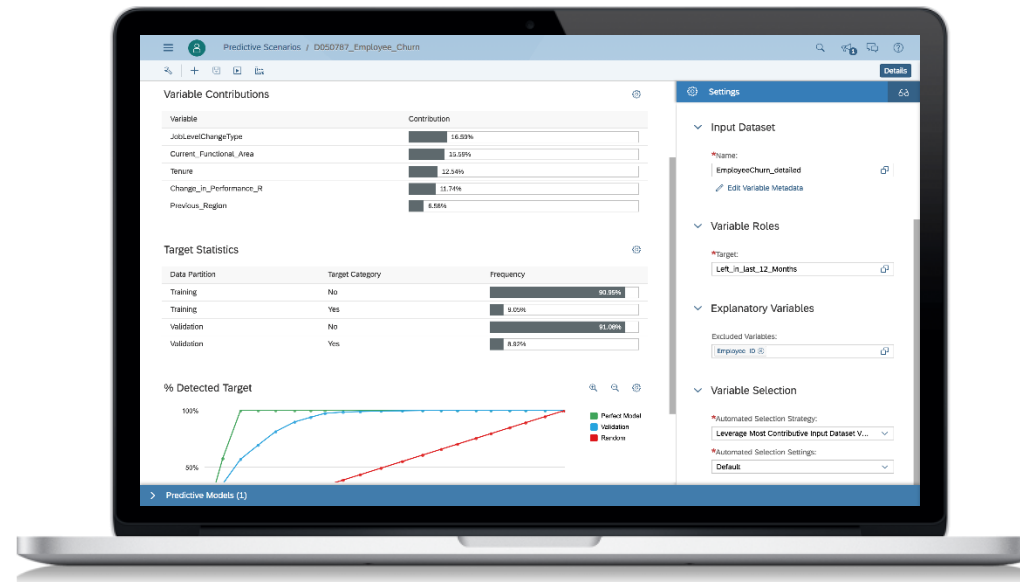 Predictive Scenarios / D050787_Employee_Churn
1
Details
Variable Contributions
Variable Contribution
JobLevelChangeType 16.59%
Current_Functional_Area 15.55%
Tenure 12.54%
Change_in_Performance_R 11.74%
Previous_Region 8.58%
Target Statistics
Data Partition Target Category Frequency
Training No 90.95%
Training Yes 9.05%
Validation No 91.08%
Validation Yes 8.92%
% Detected Target
100%
50%
Perfect Model
Validation
Random
Predictive Models (1)
Settings
Input Dataset
*Name:
EmployeeChurn_detailed
Edit Variable Metadata
Variable Roles
*Target:
Left_in_last_12_Months
Explanatory Variables
Excluded Variables:
Employee_ID
Variable Selection
*Automated Selection Strategy:
Leverage Most Contributive Input Dataset V...
*Automated Selection Settings:
Default